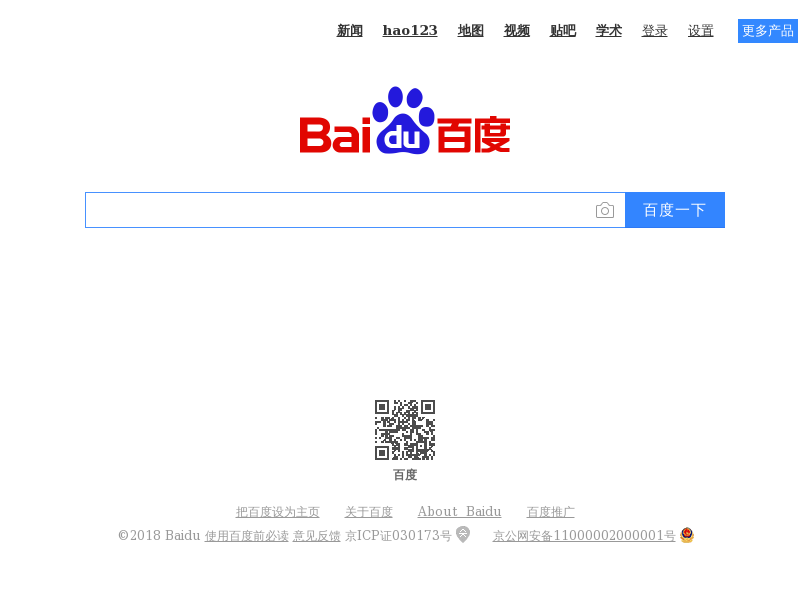 新闻 hao123 地图 视频 贴吧 学术 登录 设置 更多产品
Bai du 百度
百度一下
百度
把百度设为主页 关于百度 About Baidu 百度推广
©2018 Baidu 使用百度前必读 意见反馈 京ICP证030173号 京公网安备11000002000001号